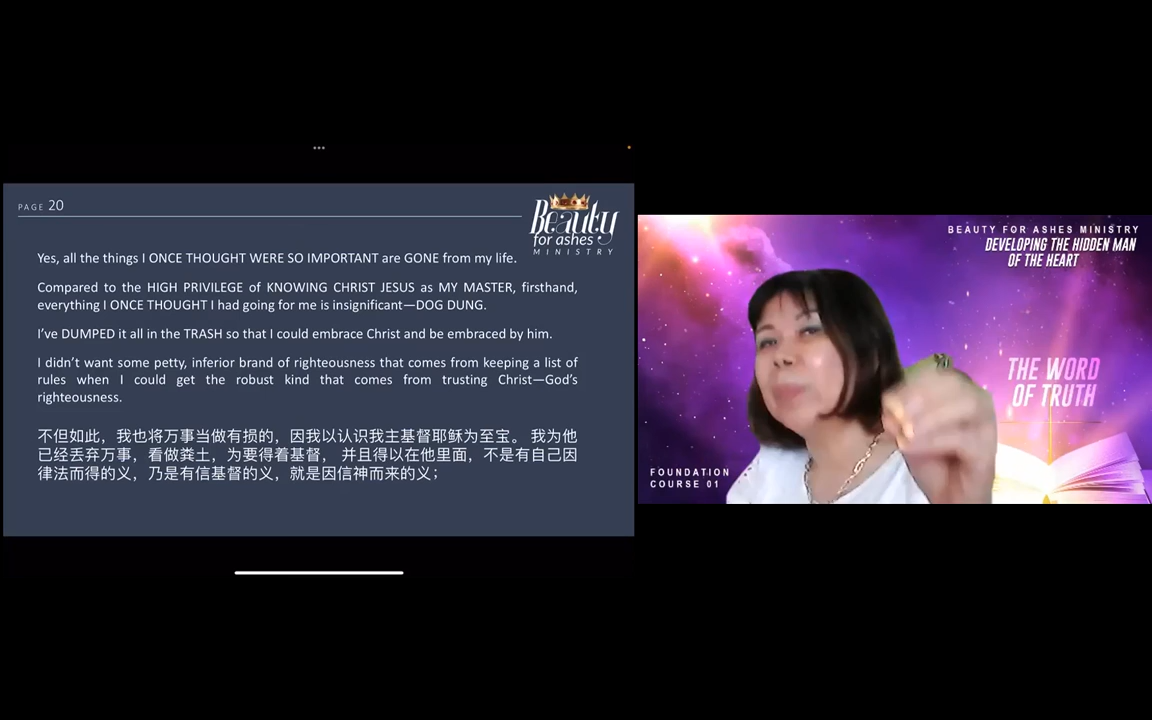 PAGE 20
Beauty
for ashes
MINISTRY
Yes, all the things I ONCE THOUGHT WERE SO IMPORTANT are GONE from my life.
Compared to the HIGH PRIVILEGE of KNOWING CHRIST JESUS as MY MASTER, firsthand,
everything I ONCE THOUGHT I had going for me is insignificant—DOG DUNG.
I’ve DUMPED it all in the TRASH so that I could embrace Christ and be embraced by him.
I didn’t want some petty, inferior brand of righteousness that comes from keeping a list of
rules when I could get the robust kind that comes from trusting Christ—God’s
righteousness.
不但如此，我也将万事当做有损的，因我以认识我主基督耶稣为至宝。 我为他
已经丢弃万事，看做粪土，为要得着基督， 并且得以在他里面，不是有自己因
律法而得的义，乃是有信基督的义，就是因信神而来的义；
BEAUTY FOR ASHES MINISTRY
DEVELOPING THE HIDDEN MAN
OF THE HEART
THE WORD
OF TRUTH
FOUNDATION
COURSE 01